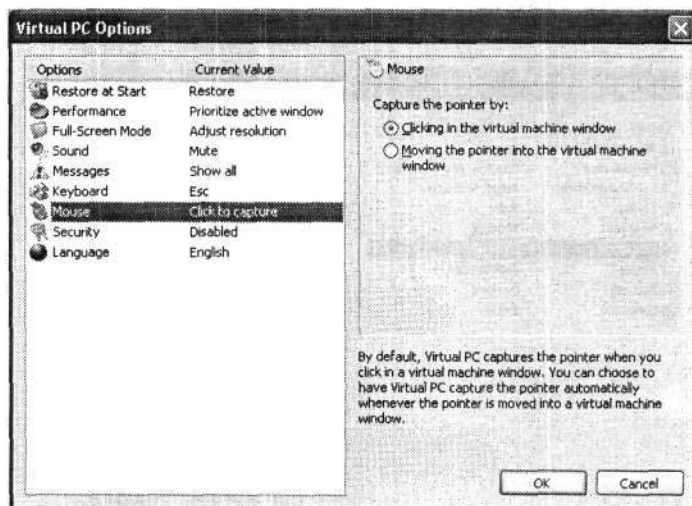 Virtual PC Options
Options Current Value
Restore at Start Restore
Performance Prioritize active window
Full-Screen Mode Adjust resolution
Sound Mute
Messages Show all
Keyboard Esc
Mouse Click to capture
Security Disabled
Language English
Mouse
Capture the pointer by:
Clicking in the virtual machine window
Moving the pointer into the virtual machine
window
By default, Virtual PC captures the pointer when you
click in a virtual machine window. You can choose to
have Virtual PC capture the pointer automatically
whenever the pointer is moved into a virtual machine
window.
OK Cancel